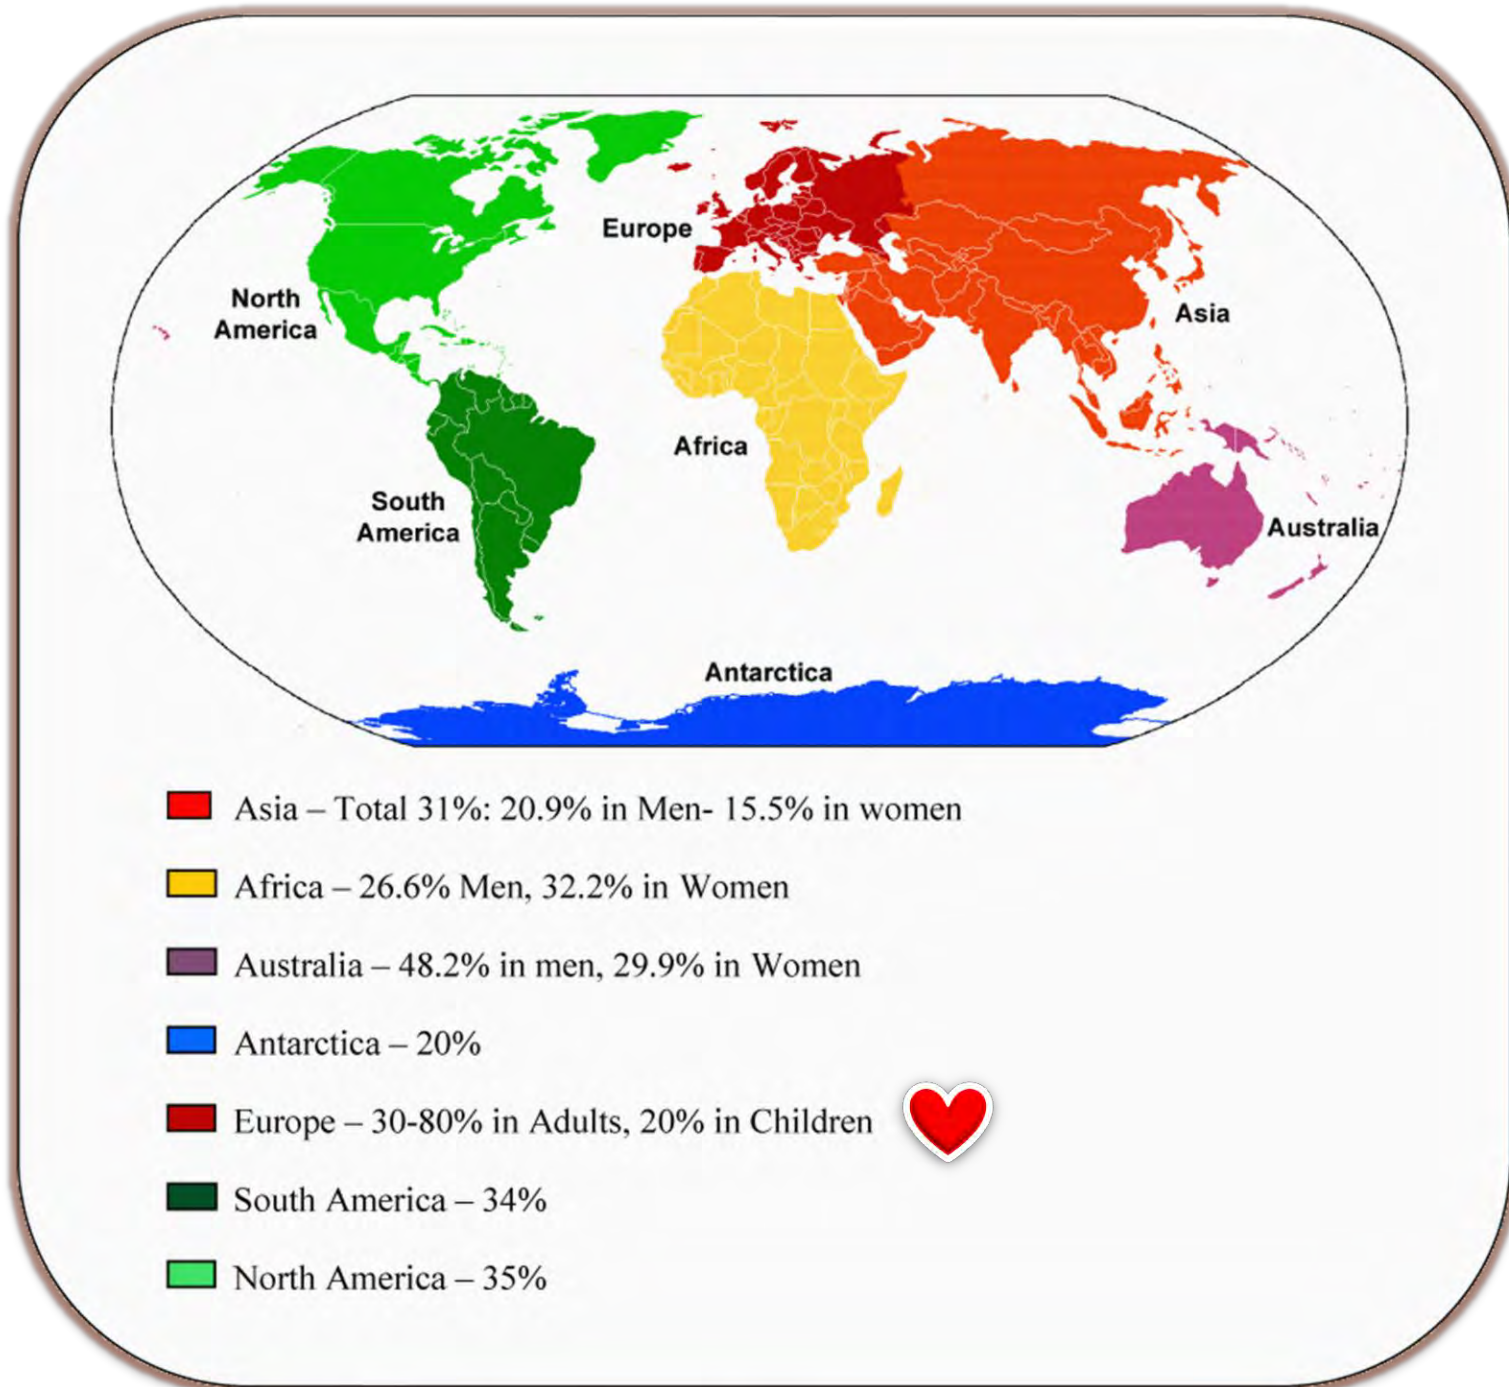 Europe
North
America
Asia
Africa
South
America
Australia
Antarctica
Asia – Total 31%: 20.9% in Men- 15.5% in women
Africa – 26.6% Men, 32.2% in Women
Australia – 48.2% in men, 29.9% in Women
Antarctica – 20%
Europe – 30-80% in Adults, 20% in Children
South America – 34%
North America – 35%